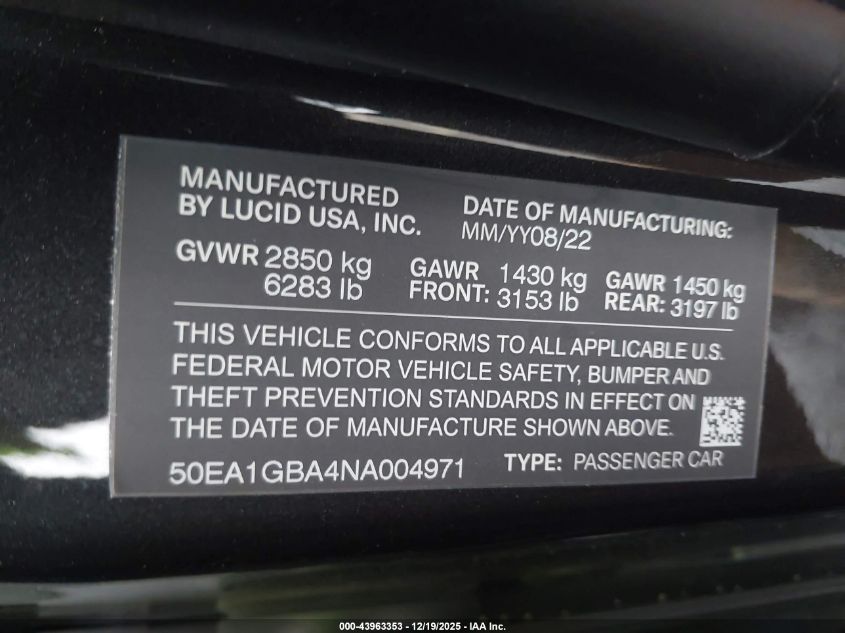 MANUFACTURED
BY LUCID USA, INC.
DATE OF MANUFACTURING:
MM/YY08/22
GVWR 2850 kg
6283 lb
GAWR 1430 kg
FRONT: 3153 lb
GAWR 1450 kg
REAR: 3197 lb
THIS VEHICLE CONFORMS TO ALL APPLICABLE U.S.
FEDERAL MOTOR VEHICLE SAFETY, BUMPER AND
THEFT PREVENTION STANDARDS IN EFFECT ON
THE DATE OF MANUFACTURE SHOWN ABOVE.
50EA1GBA4NA004971 TYPE: PASSENGER CAR
000-43963353 - 12/19/2025 - IAA Inc.